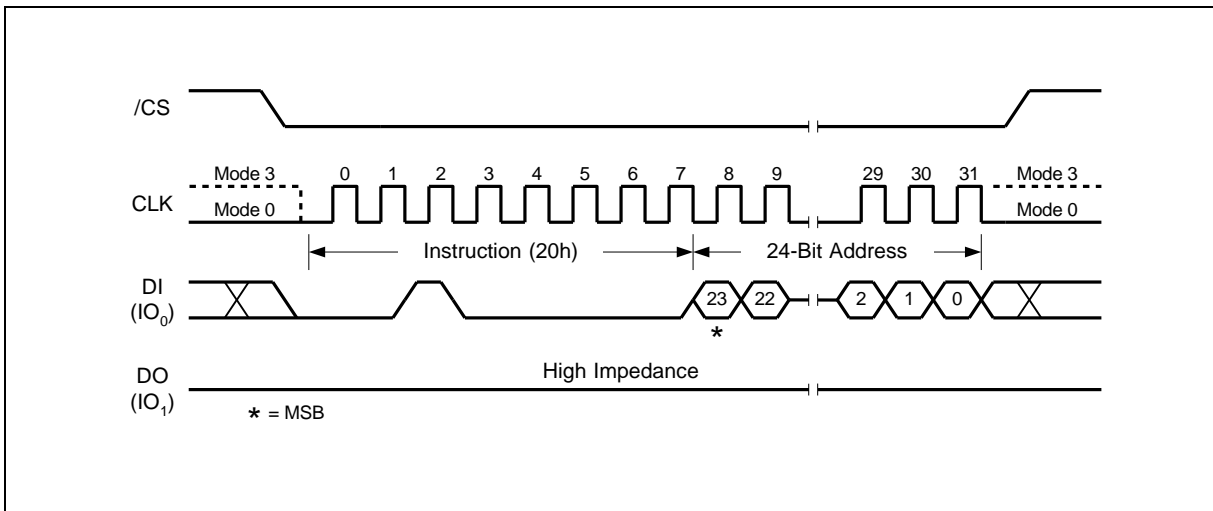 /CS
Mode 3
CLK
Mode 0
0 1 2 3 4 5 6 7 8 9 29 30 31
Mode 3
Mode 0
Instruction (20h)
24-Bit Address
DI
(IO0)
23 22 2 1 0
*
DO
(IO1)
High Impedance
* = MSB